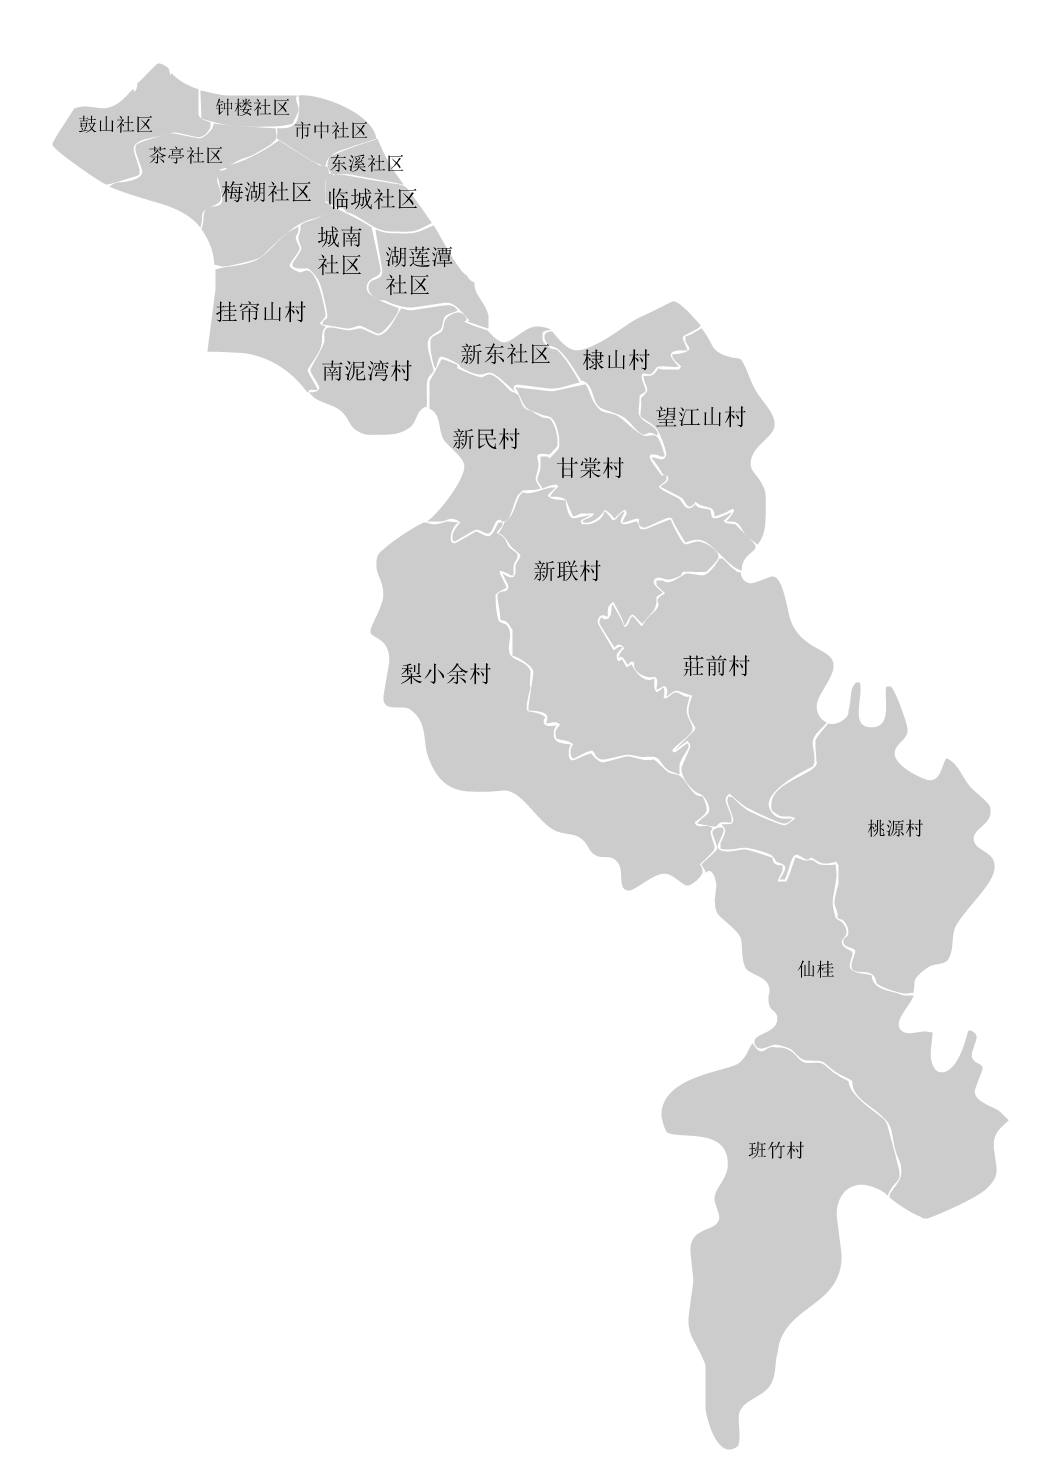 钟楼社区
鼓山社区
市中社区
茶亭社区
东溪社区
梅湖社区
临城社区
城南
社区
湖莲潭
社区
挂帘山村
新东社区
棣山村
南泥湾村
望江山村
新民村
甘棠村
新联村
莊前村
梨小余村
桃源村
仙桂
班竹村